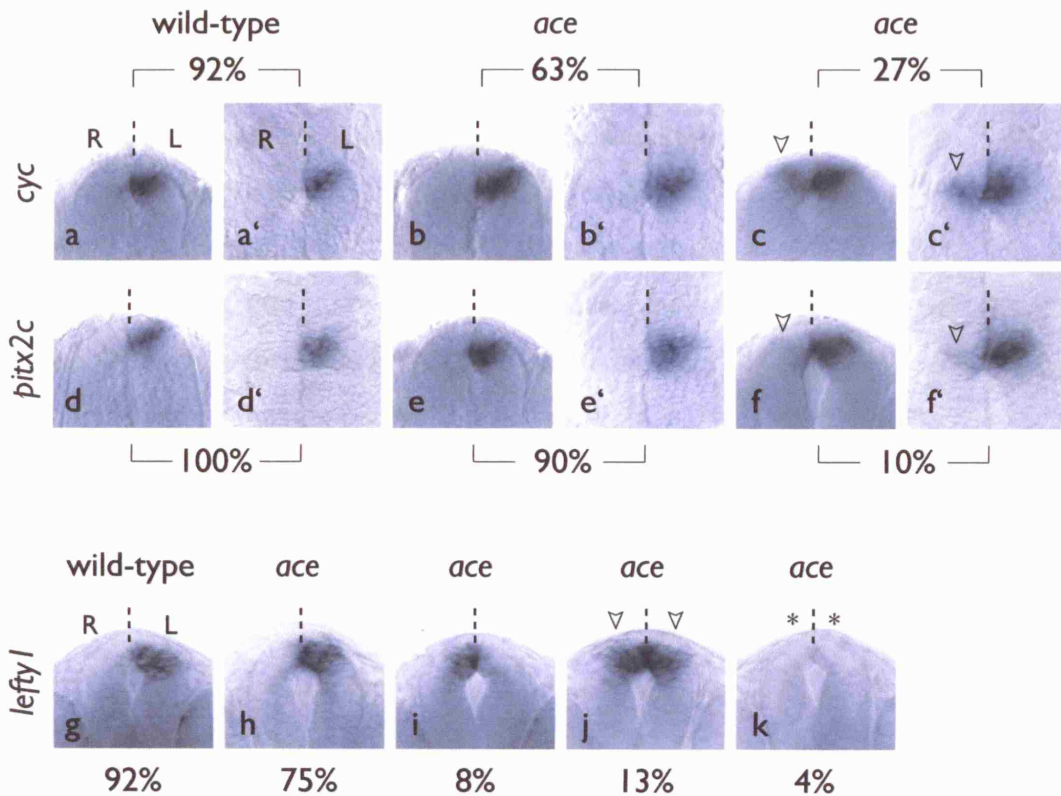 wild-type ace ace
92% 63% 27%
R L R L
cyc
a a‘ b b‘ c c‘
pitx2c
d d‘ e e‘ f f‘
100% 90% 10%
wild-type ace ace ace ace
R L * *
lefty1
g h i j k
92% 75% 8% 13% 4%